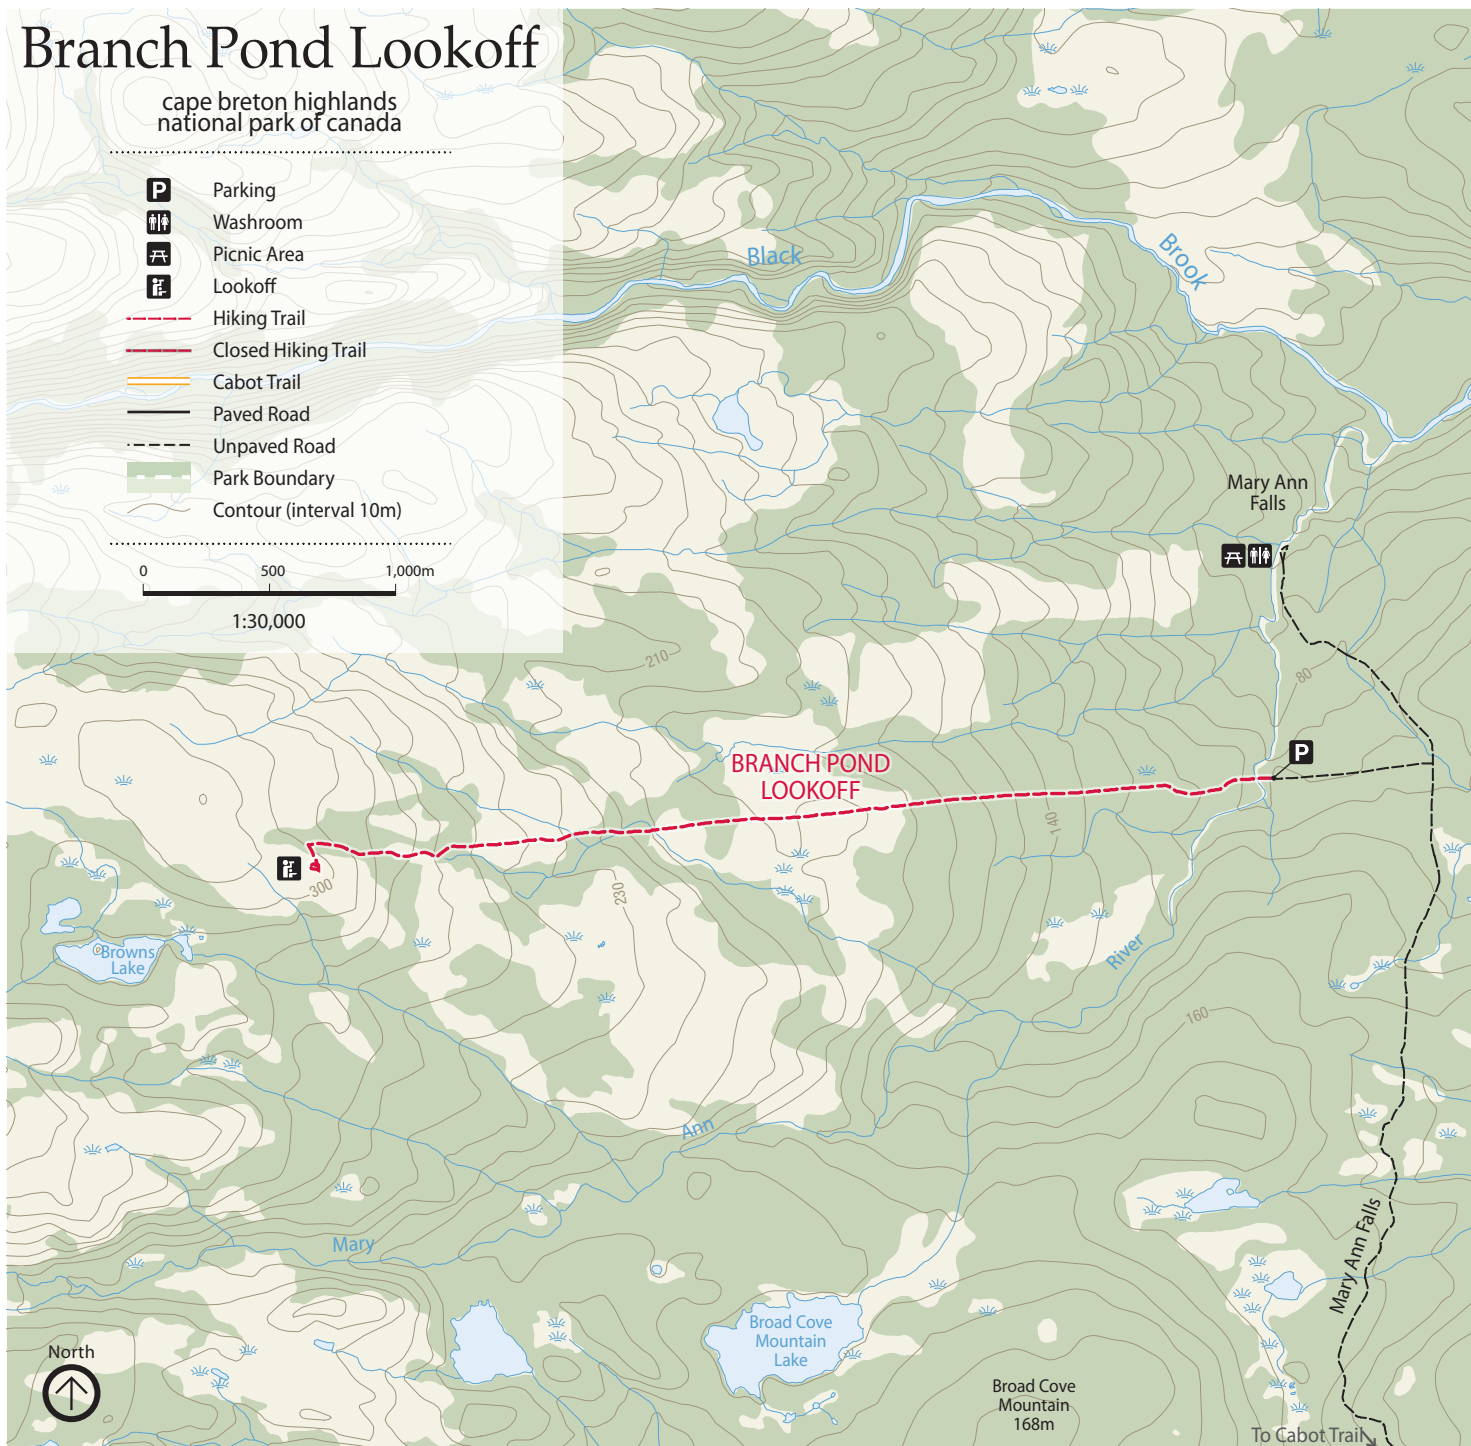 Branch Pond Lookoff
cape breton highlands
national park of canada
P Parking
Washroom
Picnic Area
Lookoff
Hiking Trail
Closed Hiking Trail
Cabot Trail
Paved Road
Unpaved Road
Park Boundary
Contour (interval 10m)
0 500 1,000m
1:30,000
Black
Brook
Mary Ann
Falls
210
80
P
BRANCH POND
LOOKOFF
140
300
230
Browns
Lake
River
160
Ann
Mary
Mary Ann Falls
Broad Cove
Mountain
Lake
North
Broad Cove
Mountain
168m
To Cabot Trail